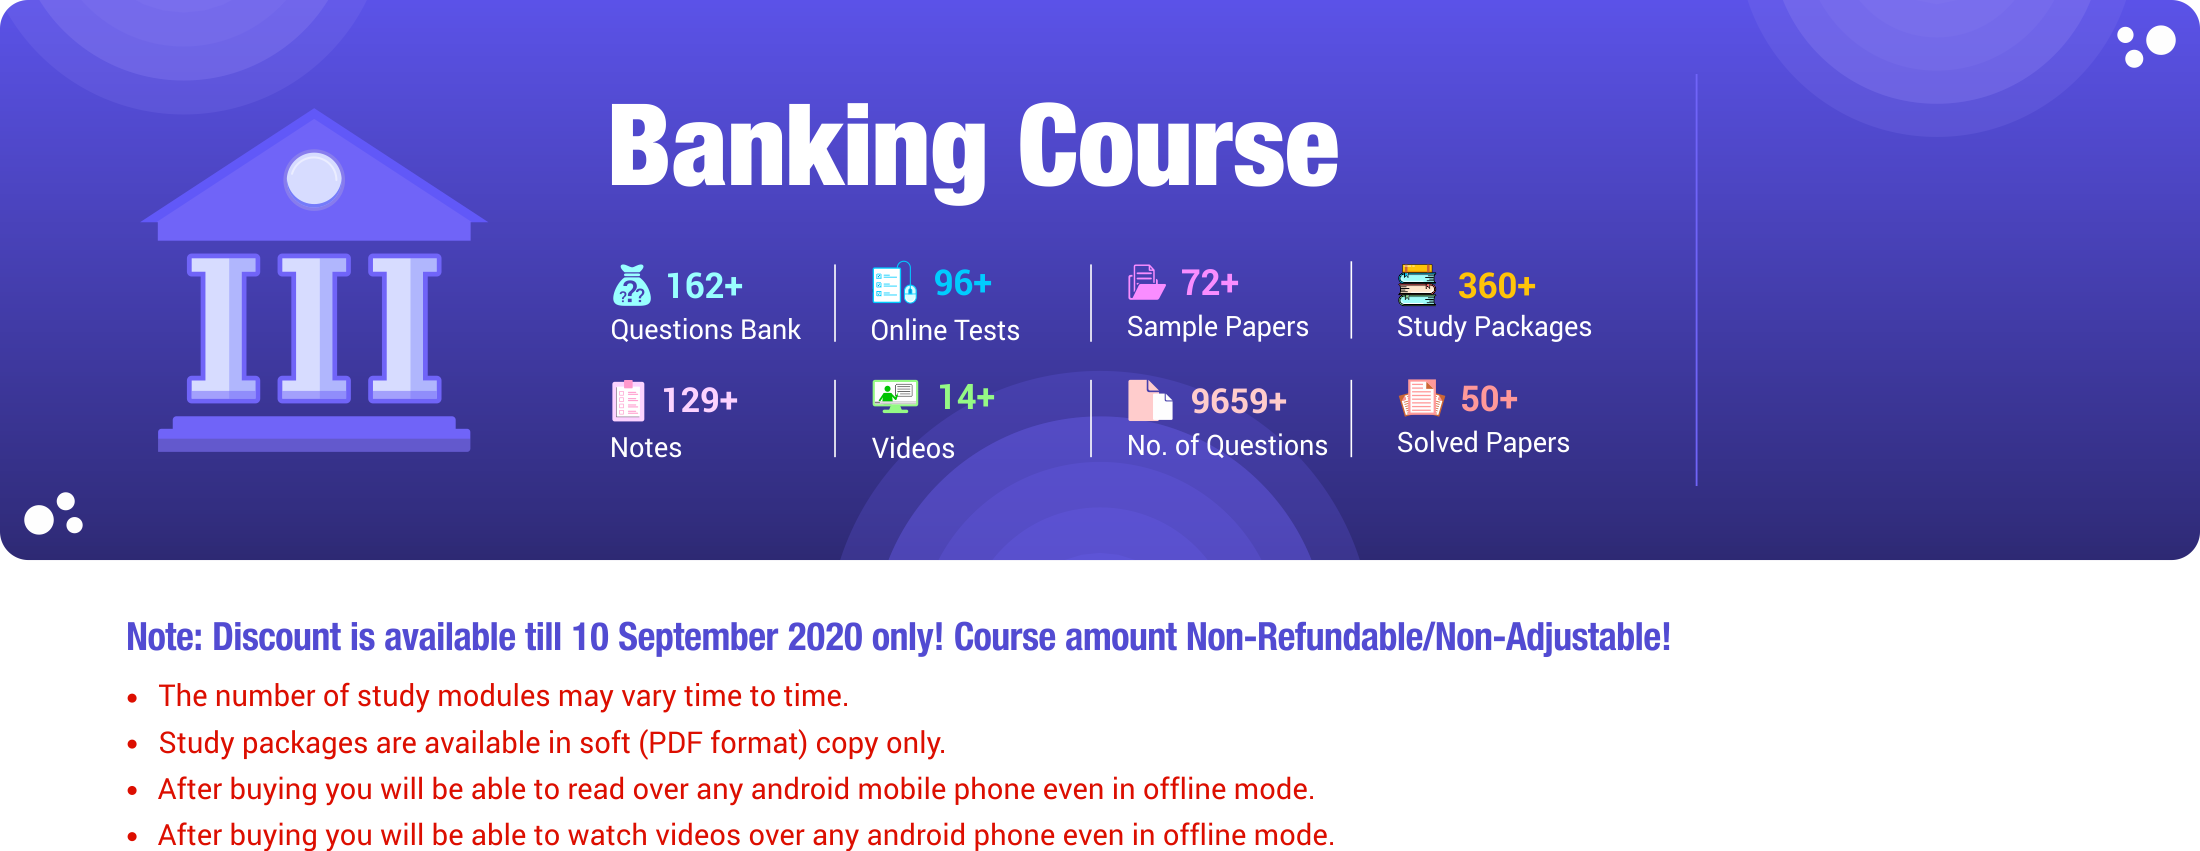 Banking Course
162+ 96+ 72+ 360+
Questions Bank Online Tests Sample Papers Study Packages
129+ 14+ 9659+ 50+
Notes Videos No. of Questions Solved Papers
Note: Discount is available till 10 September 2020 only! Course amount Non-Refundable/Non-Adjustable!
• The number of study modules may vary time to time.
• Study packages are available in soft (PDF format) copy only.
• After buying you will be able to read over any android mobile phone even in offline mode.
• After buying you will be able to watch videos over any android phone even in offline mode.